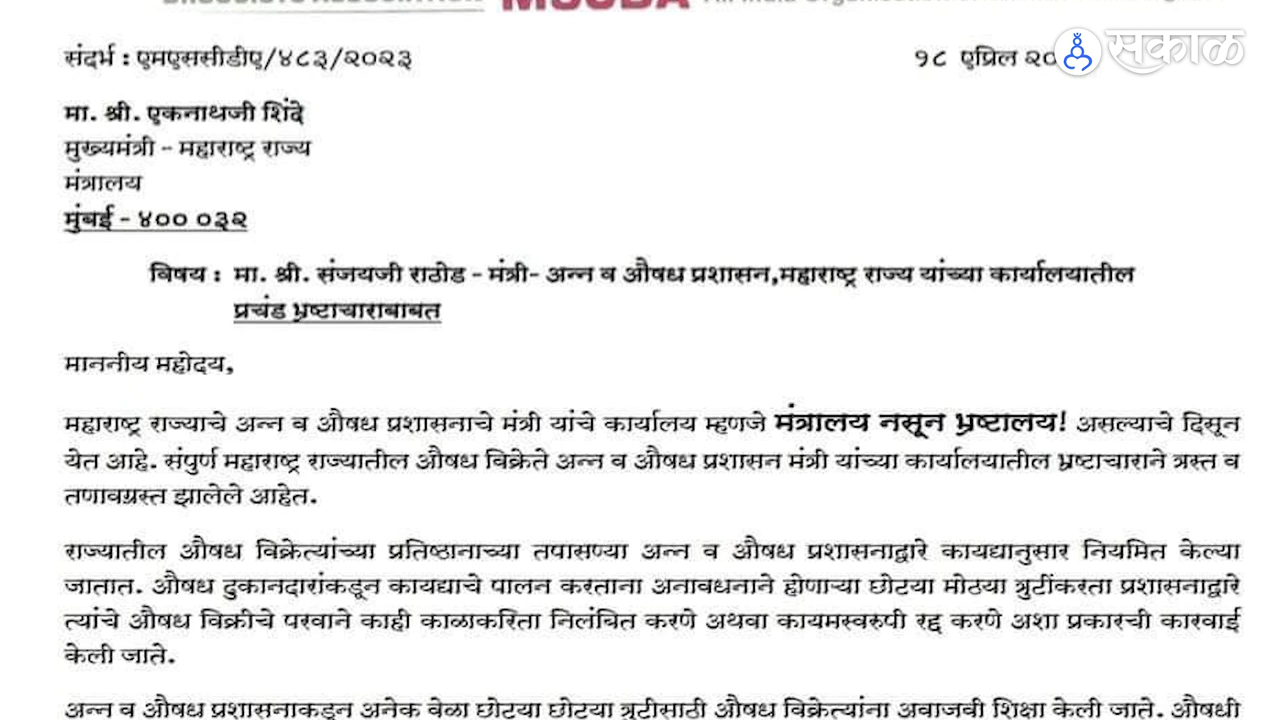 MSCDA
संदर्भ : एमएससीडीए/४८३/२०२३ १८ एप्रिल
सकाळ
मा. श्री. एकनाथजी शिंदे
मुख्यमंत्री - महाराष्ट्र राज्य
मंत्रालय
मुंबई - ४०० ०३२
विषय : मा. श्री. संजयजी राठोड - मंत्री- अन्न व औषध प्रशासन,महाराष्ट्र राज्य यांच्या कार्यालयातील
प्रचंड भ्रष्टाचाराबाबत
माननीय महोदय,
महाराष्ट्र राज्याचे अन्न व औषध प्रशासनाचे मंत्री यांचे कार्यालय म्हणजे मंत्रालय नसून भ्रष्टालय! असल्याचे दिसून
येत आहे. संपुर्ण महाराष्ट्र राज्यातील औषध विक्रेते अन्न व औषध प्रशासन मंत्री यांच्या कार्यालयातील भ्रष्टाचाराने त्रस्त व
तणावग्रस्त झालेले आहेत.
राज्यातील औषध विक्रेत्यांच्या प्रतिष्ठानाच्या तपासण्या अन्न व औषध प्रशासनाद्वारे कायद्यानुसार नियमित केल्या
जातात. औषध दुकानदारांकडून कायद्याचे पालन करताना अनावधनाने होणाऱ्या छोटया मोठया त्रुटींकरता प्रशासनाद्वारे
त्यांचे औषध विक्रीचे परवाने काही काळाकरिता निलंबित करणे अथवा कायमस्वरुपी रद्द करणे अशा प्रकारची कारवाई
केली जाते.
अन्न व औषध प्रशासनाकडून अनेक वेळा छोटया छोटया त्रुटीसाठी औषध विक्रेत्यांना अवाजवी शिक्षा केली जाते. औषधी